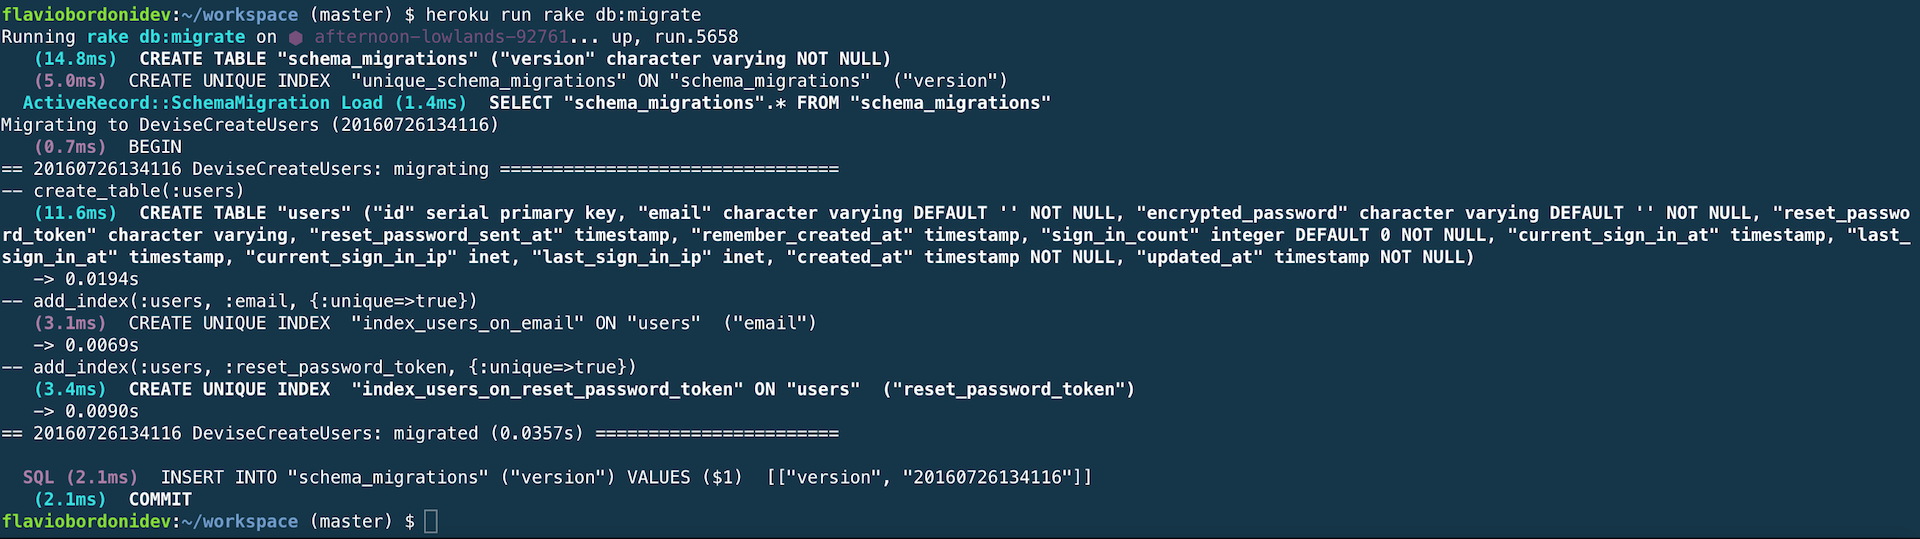 flaviobordonidev:~/workspace (master) $ heroku run rake db:migrate
Running rake db:migrate on ⬢ afternoon-lowlands-92761... up, run.5658
   (14.8ms)  CREATE TABLE "schema_migrations" ("version" character varying NOT NULL)
   (5.0ms)  CREATE UNIQUE INDEX  "unique_schema_migrations" ON "schema_migrations"  ("version")
  ActiveRecord::SchemaMigration Load (1.4ms)  SELECT "schema_migrations".* FROM "schema_migrations"
Migrating to DeviseCreateUsers (20160726134116)
   (0.7ms)  BEGIN
== 20160726134116 DeviseCreateUsers: migrating ================================
-- create_table(:users)
   (11.6ms)  CREATE TABLE "users" ("id" serial primary key, "email" character varying DEFAULT '' NOT NULL, "encrypted_password" character varying DEFAULT '' NOT NULL, "reset_passwo
rd_token" character varying, "reset_password_sent_at" timestamp, "remember_created_at" timestamp, "sign_in_count" integer DEFAULT 0 NOT NULL, "current_sign_in_at" timestamp, "last_
sign_in_at" timestamp, "current_sign_in_ip" inet, "last_sign_in_ip" inet, "created_at" timestamp NOT NULL, "updated_at" timestamp NOT NULL)
   -> 0.0194s
-- add_index(:users, :email, {:unique=>true})
   (3.1ms)  CREATE UNIQUE INDEX  "index_users_on_email" ON "users"  ("email")
   -> 0.0069s
-- add_index(:users, :reset_password_token, {:unique=>true})
   (3.4ms)  CREATE UNIQUE INDEX  "index_users_on_reset_password_token" ON "users"  ("reset_password_token")
   -> 0.0090s
== 20160726134116 DeviseCreateUsers: migrated (0.0357s) =======================
  SQL (2.1ms)  INSERT INTO "schema_migrations" ("version") VALUES ($1)  [["version", "20160726134116"]]
   (2.1ms)  COMMIT
flaviobordonidev:~/workspace (master) $